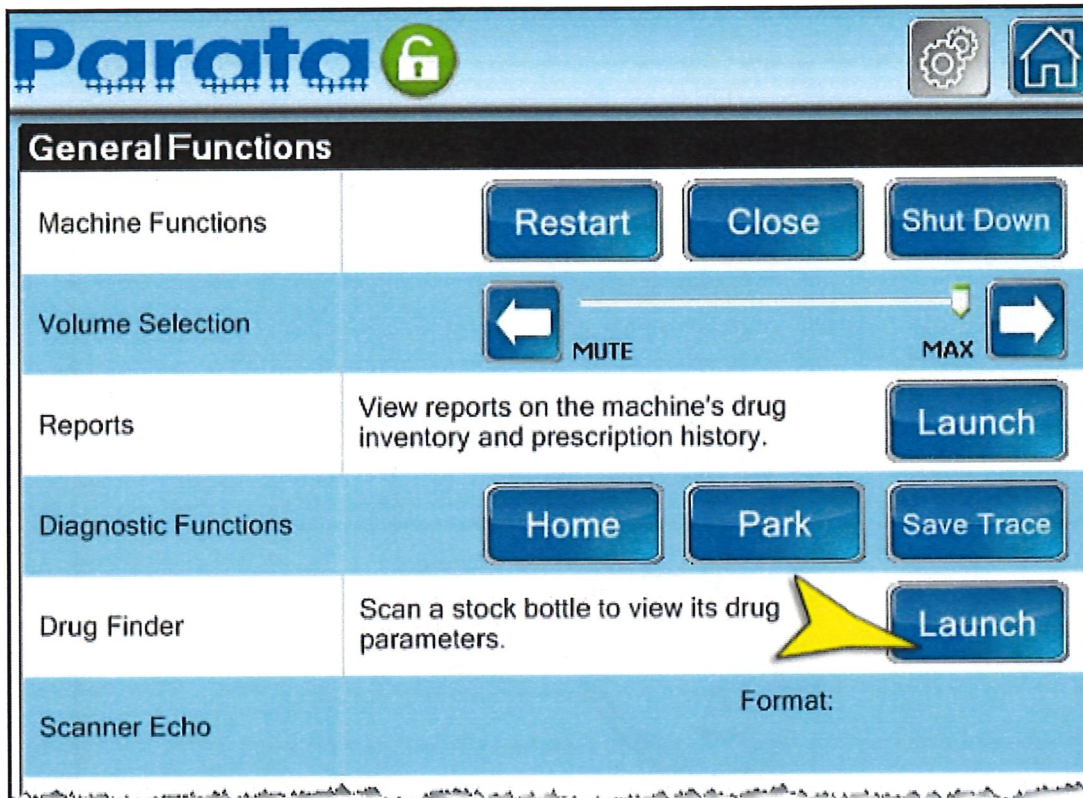 Parata
General Functions
Machine Functions
Restart
Close
Shut Down
Volume Selection
MUTE
MAX
Reports
View reports on the machine's drug
inventory and prescription history.
Launch
Diagnostic Functions
Home
Park
Save Trace
Drug Finder
Scan a stock bottle to view its drug
parameters.
Launch
Scanner Echo
Format: